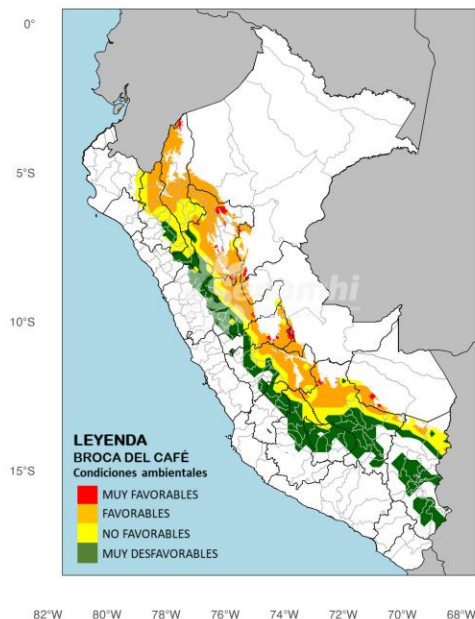 0°
5°S
10°S
15°S
senamhi
LEYENDA
BROCA DEL CAFÉ
Condiciones ambientales
MUY FAVORABLES
FAVORABLES
NO FAVORABLES
MUY DESFAVORABLES
82°W 80°W 78°W 76°W 74°W 72°W 70°W 68°W